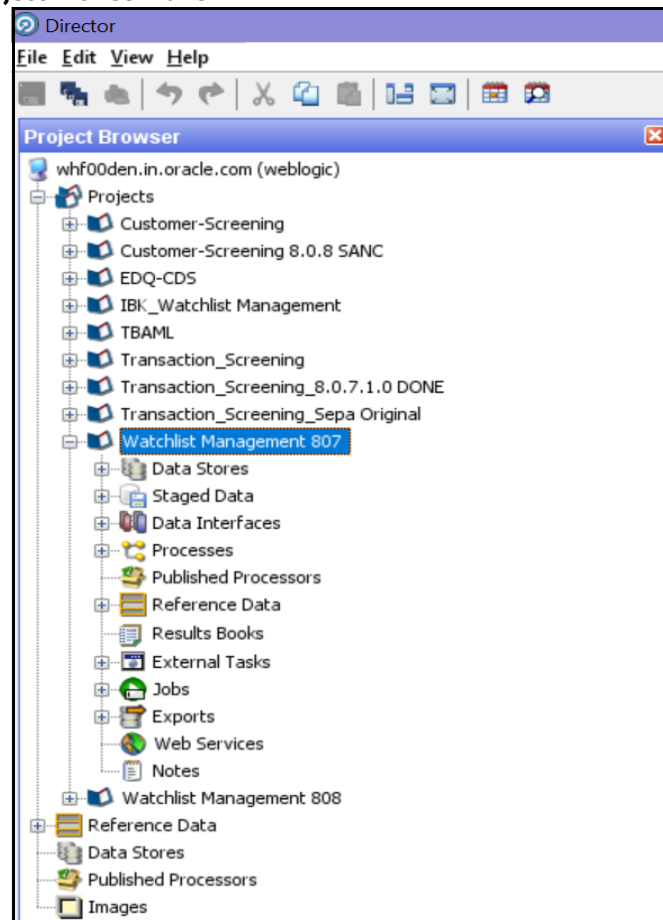 Director
File Edit View Help
Project Browser
whf00den.in.oracle.com (weblogic)
Projects
Customer-Screening
Customer-Screening 8.0.8 SANC
EDQ-CDS
IBK_Watchlist Management
TBAML
Transaction_Screening
Transaction_Screening_8.0.7.1.0 DONE
Transaction_Screening_Sepa Original
Watchlist Management 807
Data Stores
Staged Data
Data Interfaces
Processes
Published Processors
Reference Data
Results Books
External Tasks
Jobs
Exports
Web Services
Notes
Watchlist Management 808
Reference Data
Data Stores
Published Processors
Images